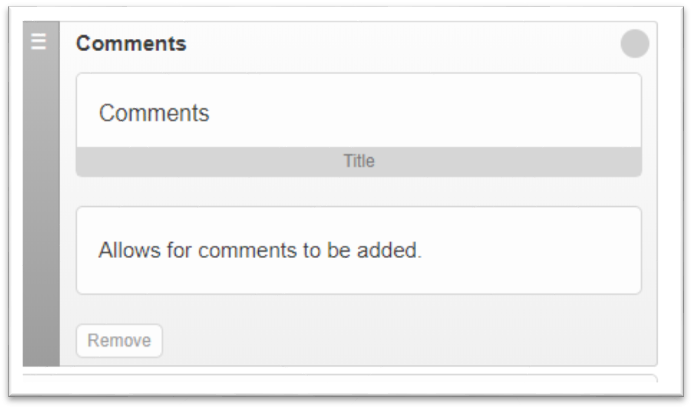 Comments
Comments
Title
Allows for comments to be added.
Remove